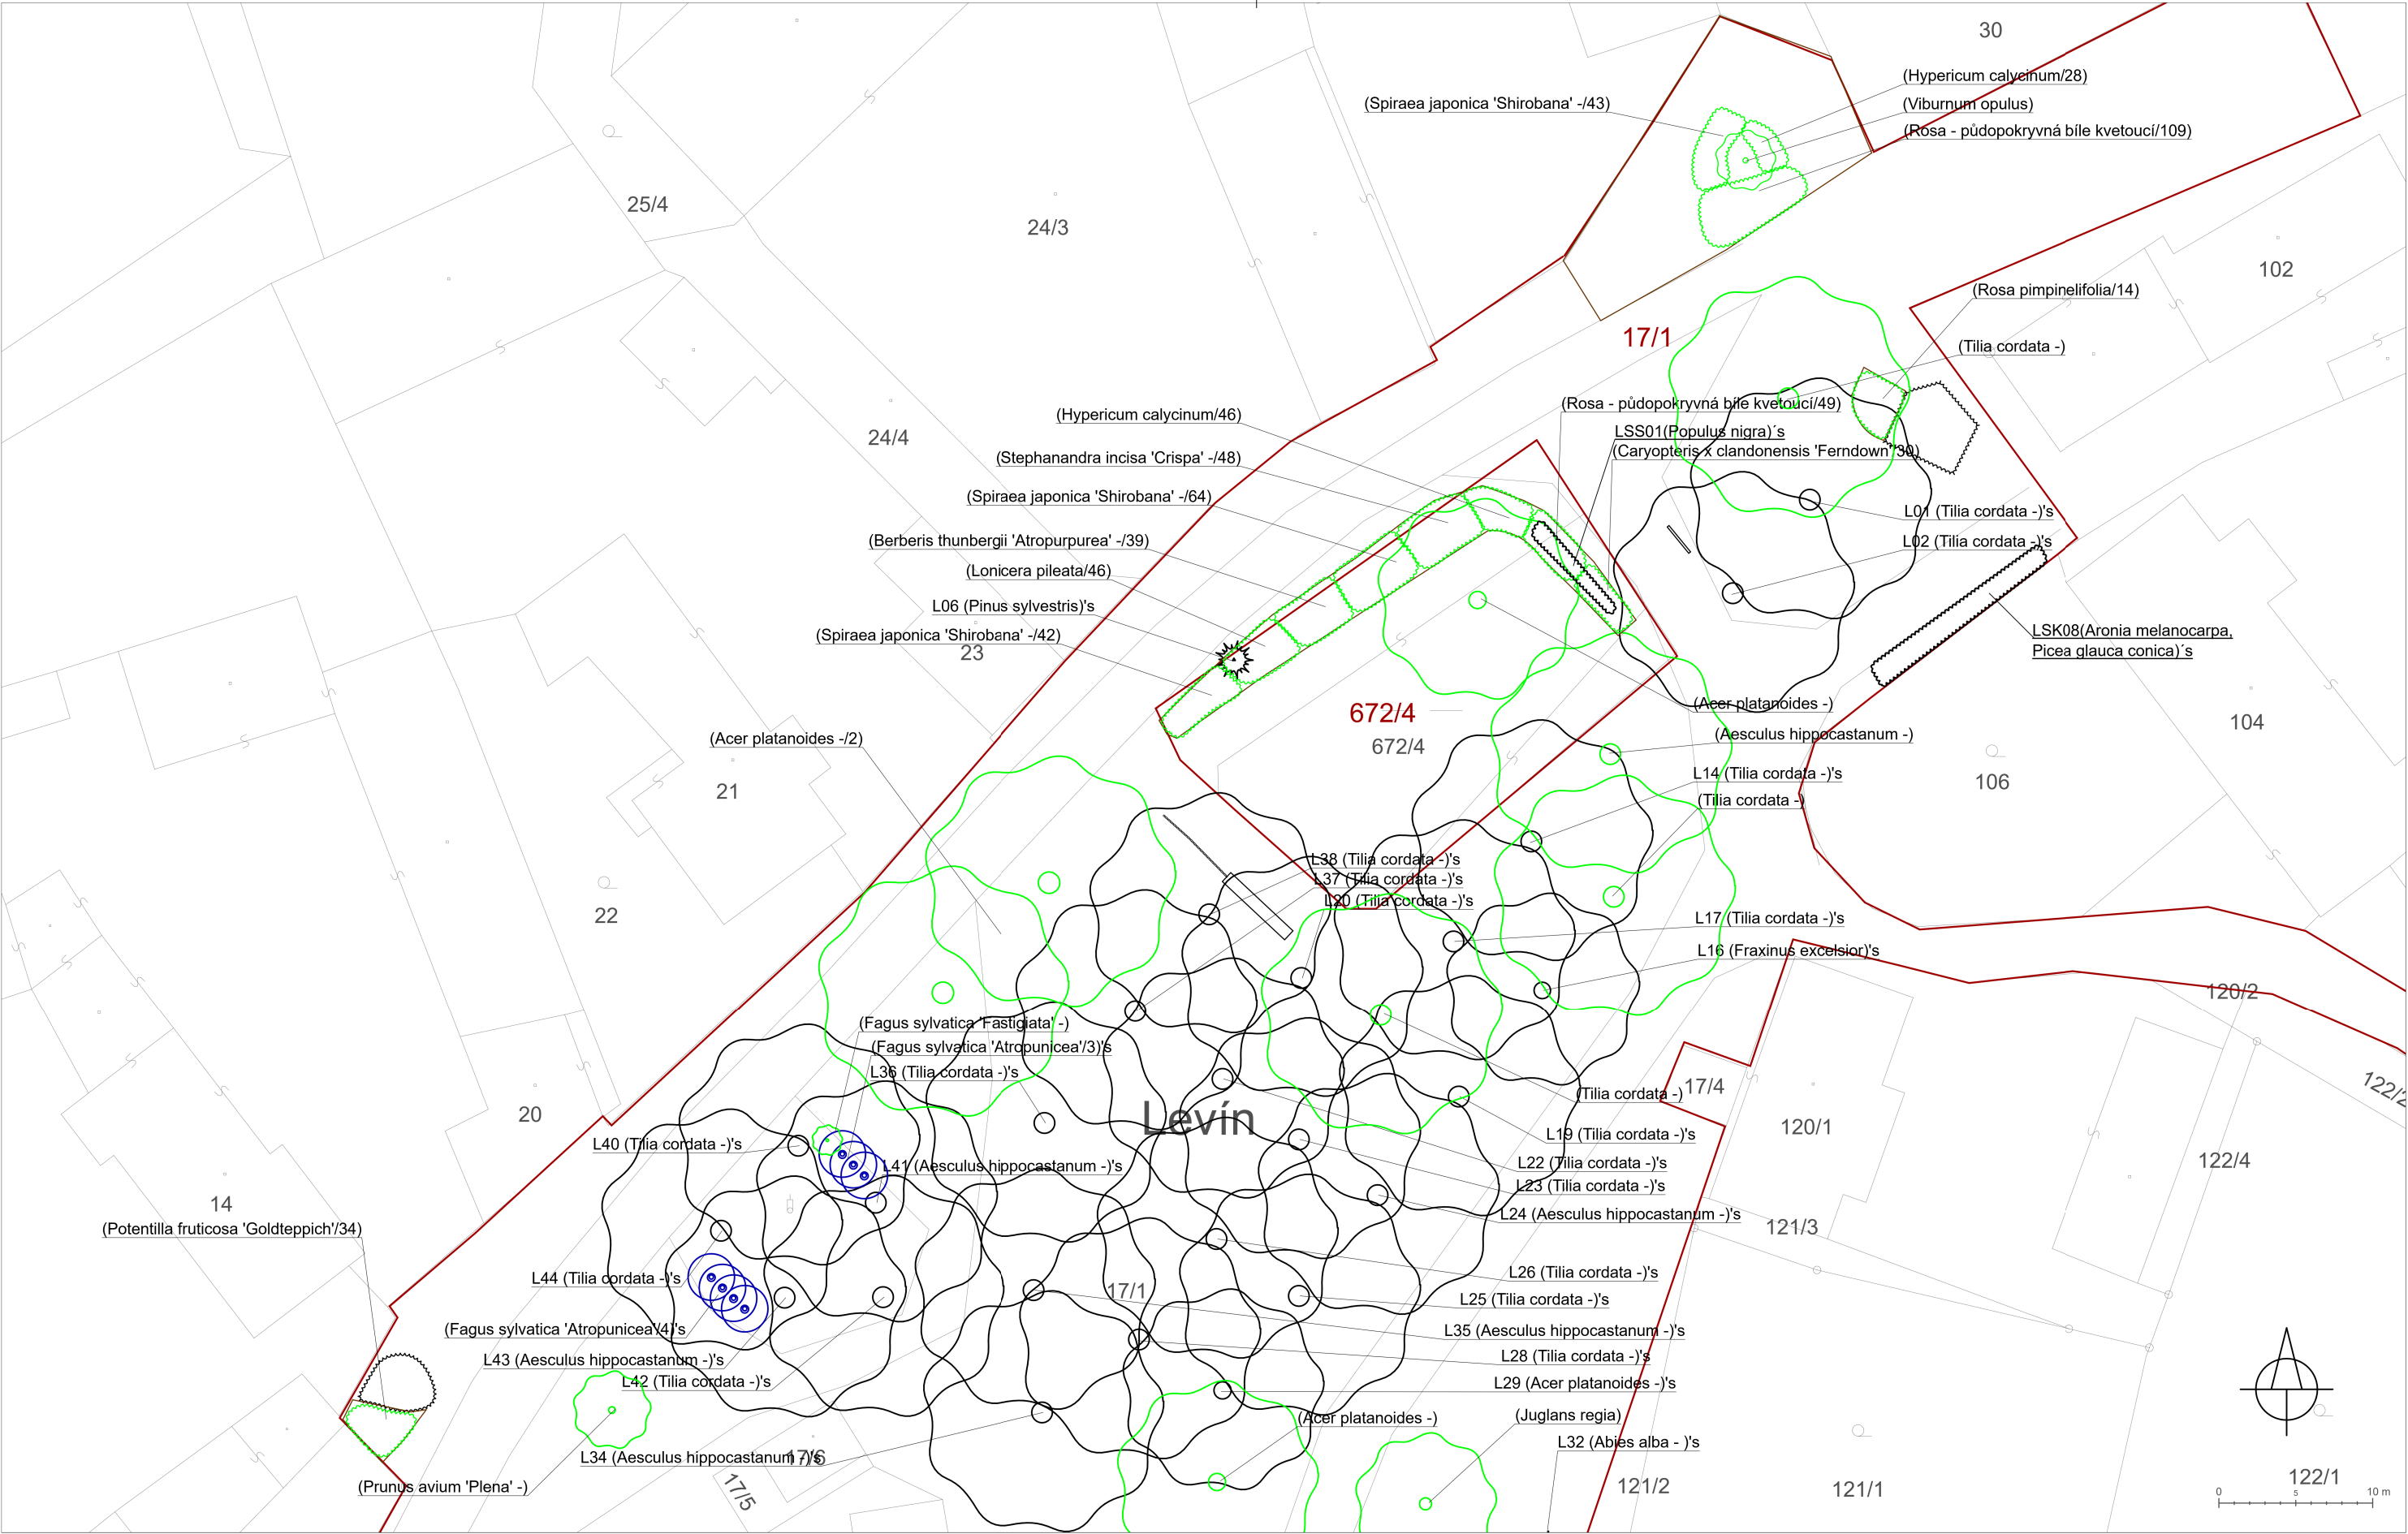 30
(Hypericum calycinum/28)
(Spiraea japonica 'Shirobana' -/43)
(Viburnum opulus)
(Rosa - půdopokryvná bíle kvetoucí/109)
25/4
24/3
102
(Rosa pimpinelifolia/14)
17/1
(Tilia cordata -)
(Rosa - půdopokryvná bíle kvetoucí/49)
(Hypericum calycinum/46)
LSS01(Populus nigra)´s
24/4
(Caryopteris x clandonensis 'Ferndown' 30)
(Stephanandra incisa 'Crispa' -/48)
(Spiraea japonica 'Shirobana' -/64)
L01 (Tilia cordata -)'s
(Berberis thunbergii 'Atropurpurea' -/39)
L02 (Tilia cordata -)'s
(Lonicera pileata/46)
L06 (Pinus sylvestris)'s
(Spiraea japonica 'Shirobana' -/42)
23
LSK08(Aronia melanocarpa,
Picea glauca conica)´s
(Acer platanoides -)
672/4
672/4
104
(Acer platanoides -/2)
(Aesculus hippocastanum -)
L14 (Tilia cordata -)'s
106
21
(Tilia cordata -)
L38 (Tilia cordata -)'s
L37 (Tilia cordata -)'s
L20 (Tilia cordata -)'s
22
L17 (Tilia cordata -)'s
L16 (Fraxinus excelsior)'s
120/2
(Fagus sylvatica 'Fastigiata' -)
(Fagus sylvatica 'Atropunicea'/3)'s
L36 (Tilia cordata -)'s
17/4
122/2
(Tilia cordata -)
20
Levín
120/1
L19 (Tilia cordata -)'s
L40 (Tilia cordata -)'s
L41 (Aesculus hippocastanum -)'s
L22 (Tilia cordata -)'s
122/4
L23 (Tilia cordata -)'s
14
L24 (Aesculus hippocastanum -)'s
(Potentilla fruticosa 'Goldteppich'/34)
121/3
L44 (Tilia cordata -)'s
L26 (Tilia cordata -)'s
17/1
L25 (Tilia cordata -)'s
(Fagus sylvatica 'Atropunicea'/4)'s
L35 (Aesculus hippocastanum -)'s
L43 (Aesculus hippocastanum -)'s
L28 (Tilia cordata -)'s
L42 (Tilia cordata -)'s
L29 (Acer platanoides -)'s
(Acer platanoides -)
(Juglans regia)
L32 (Abies alba - )'s
L34 (Aesculus hippocastanum -)'s
17/6
(Prunus avium 'Plena' -)
17/5
121/2
121/1
122/1
0 5 10 m